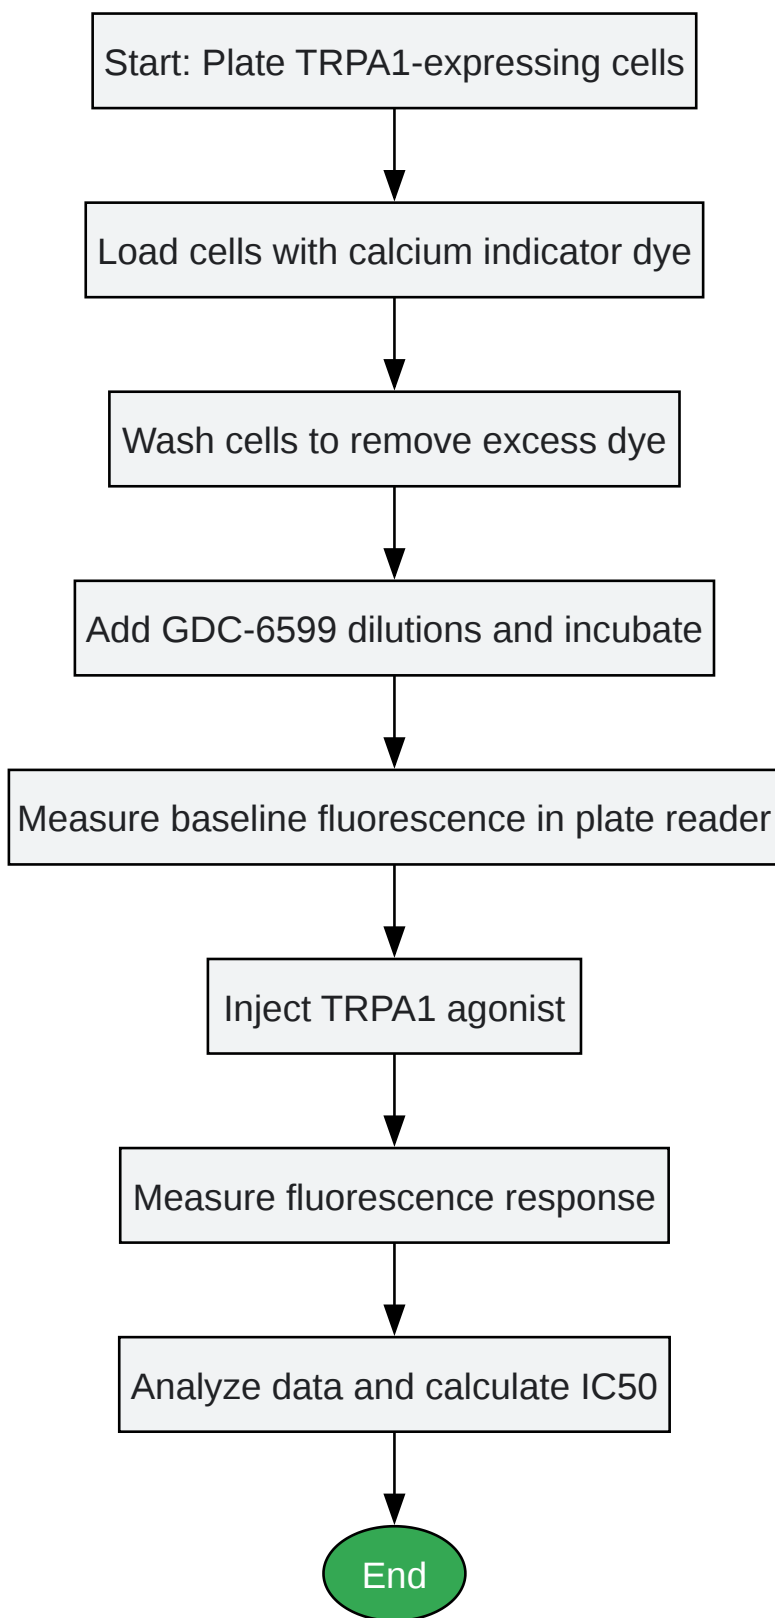 Start: Plate TRPA1-expressing cells
Load cells with calcium indicator dye
Wash cells to remove excess dye
Add GDC-6599 dilutions and incubate
Measure baseline fluorescence in plate reader
Inject TRPA1 agonist
Measure fluorescence response
Analyze data and calculate IC50
End